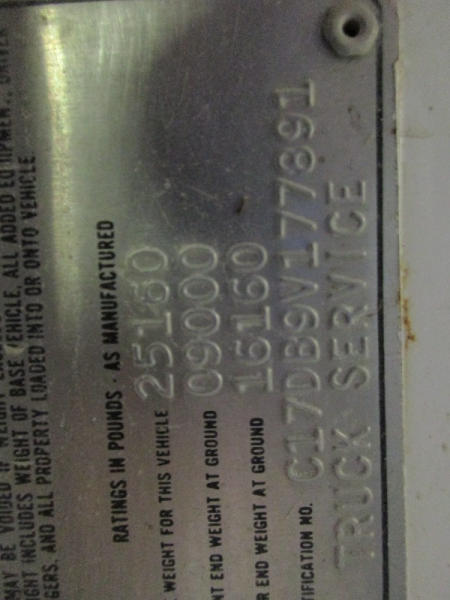 MAY BE VOIDED IF WEIGHT
GHT INCLUDES WEIGHT OF BASE VEHICLE, ALL ADDED EQUIPMENT, DRIVER
GERS, AND ALL PROPERTY LOADED INTO OR ONTO VEHICLE
RATINGS IN POUNDS - AS MANUFACTURED
WEIGHT FOR THIS VEHICLE 25160
NT END WEIGHT AT GROUND 09000
R END WEIGHT AT GROUND 16160
TIFICATION NO. C17DB9V177891
TRUCK SERVICE